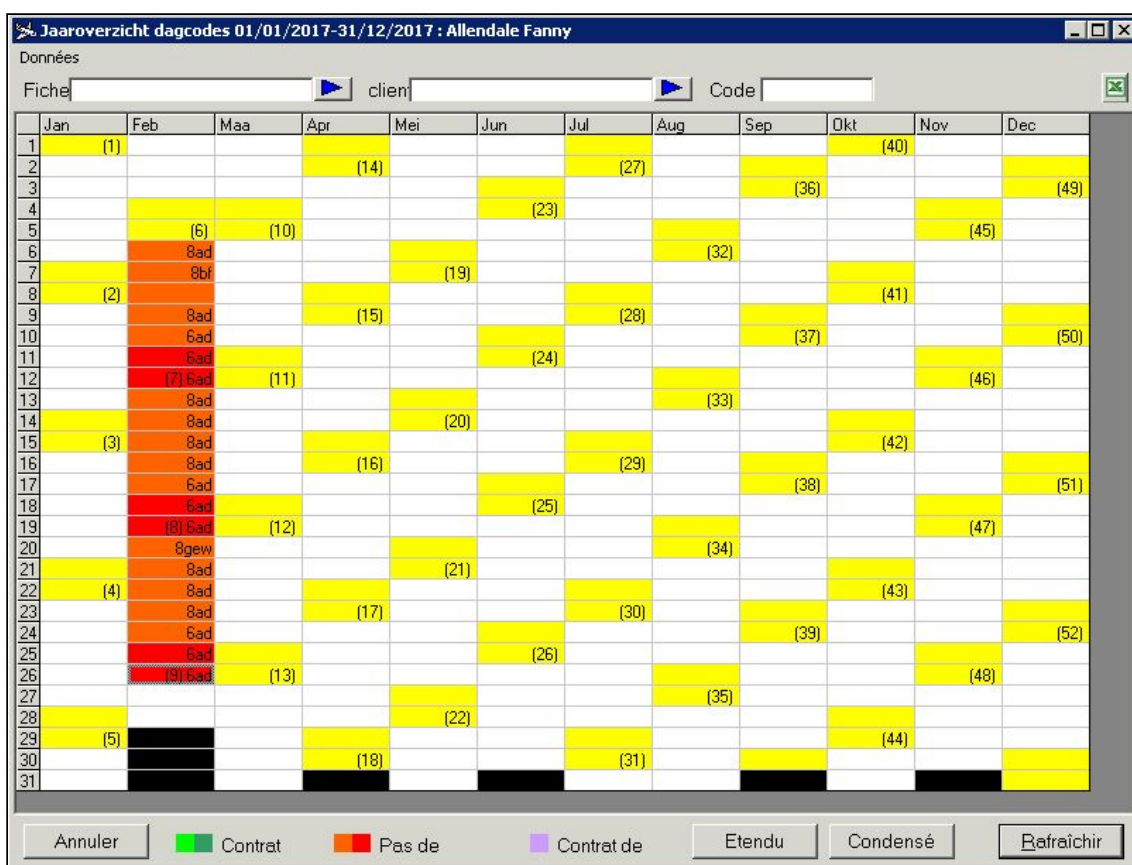 Jaaroverzicht dagcodes 01/01/2017-31/12/2017 : Allendale Fanny
Données
Fiche client Code
Jan Feb Maa Apr Mei Jun Jul Aug Sep Okt Nov Dec
1 (1) (40)
2 (14) (27)
3 (36) (49)
4 (23)
5 (6) (10) (45)
6 8ad (32)
7 8bf (19)
8 (2) (41)
9 8ad (15) (28)
10 6ad (37) (50)
11 6ad (24)
12 (7) 6ad (11) (46)
13 8ad (33)
14 8ad (20)
15 (3) 8ad (42)
16 8ad (16) (29)
17 6ad (38) (51)
18 6ad (25)
19 (8) 6ad (12) (47)
20 8gew (34)
21 8ad (21)
22 (4) 8ad (43)
23 8ad (17) (30)
24 6ad (39) (52)
25 6ad (26)
26 (9) 6ad (13) (48)
27 (35)
28 (22)
29 (5) (44)
30 (18) (31)
31
Annuler Contrat Pas de Contrat de Etendu Condensé Rafraîchir